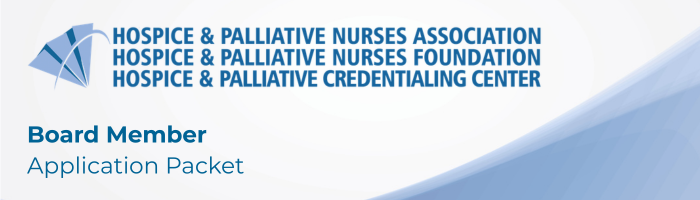 HOSPICE & PALLIATIVE NURSES ASSOCIATION
HOSPICE & PALLIATIVE NURSES FOUNDATION
HOSPICE & PALLIATIVE CREDENTIALING CENTER
Board Member
Application Packet